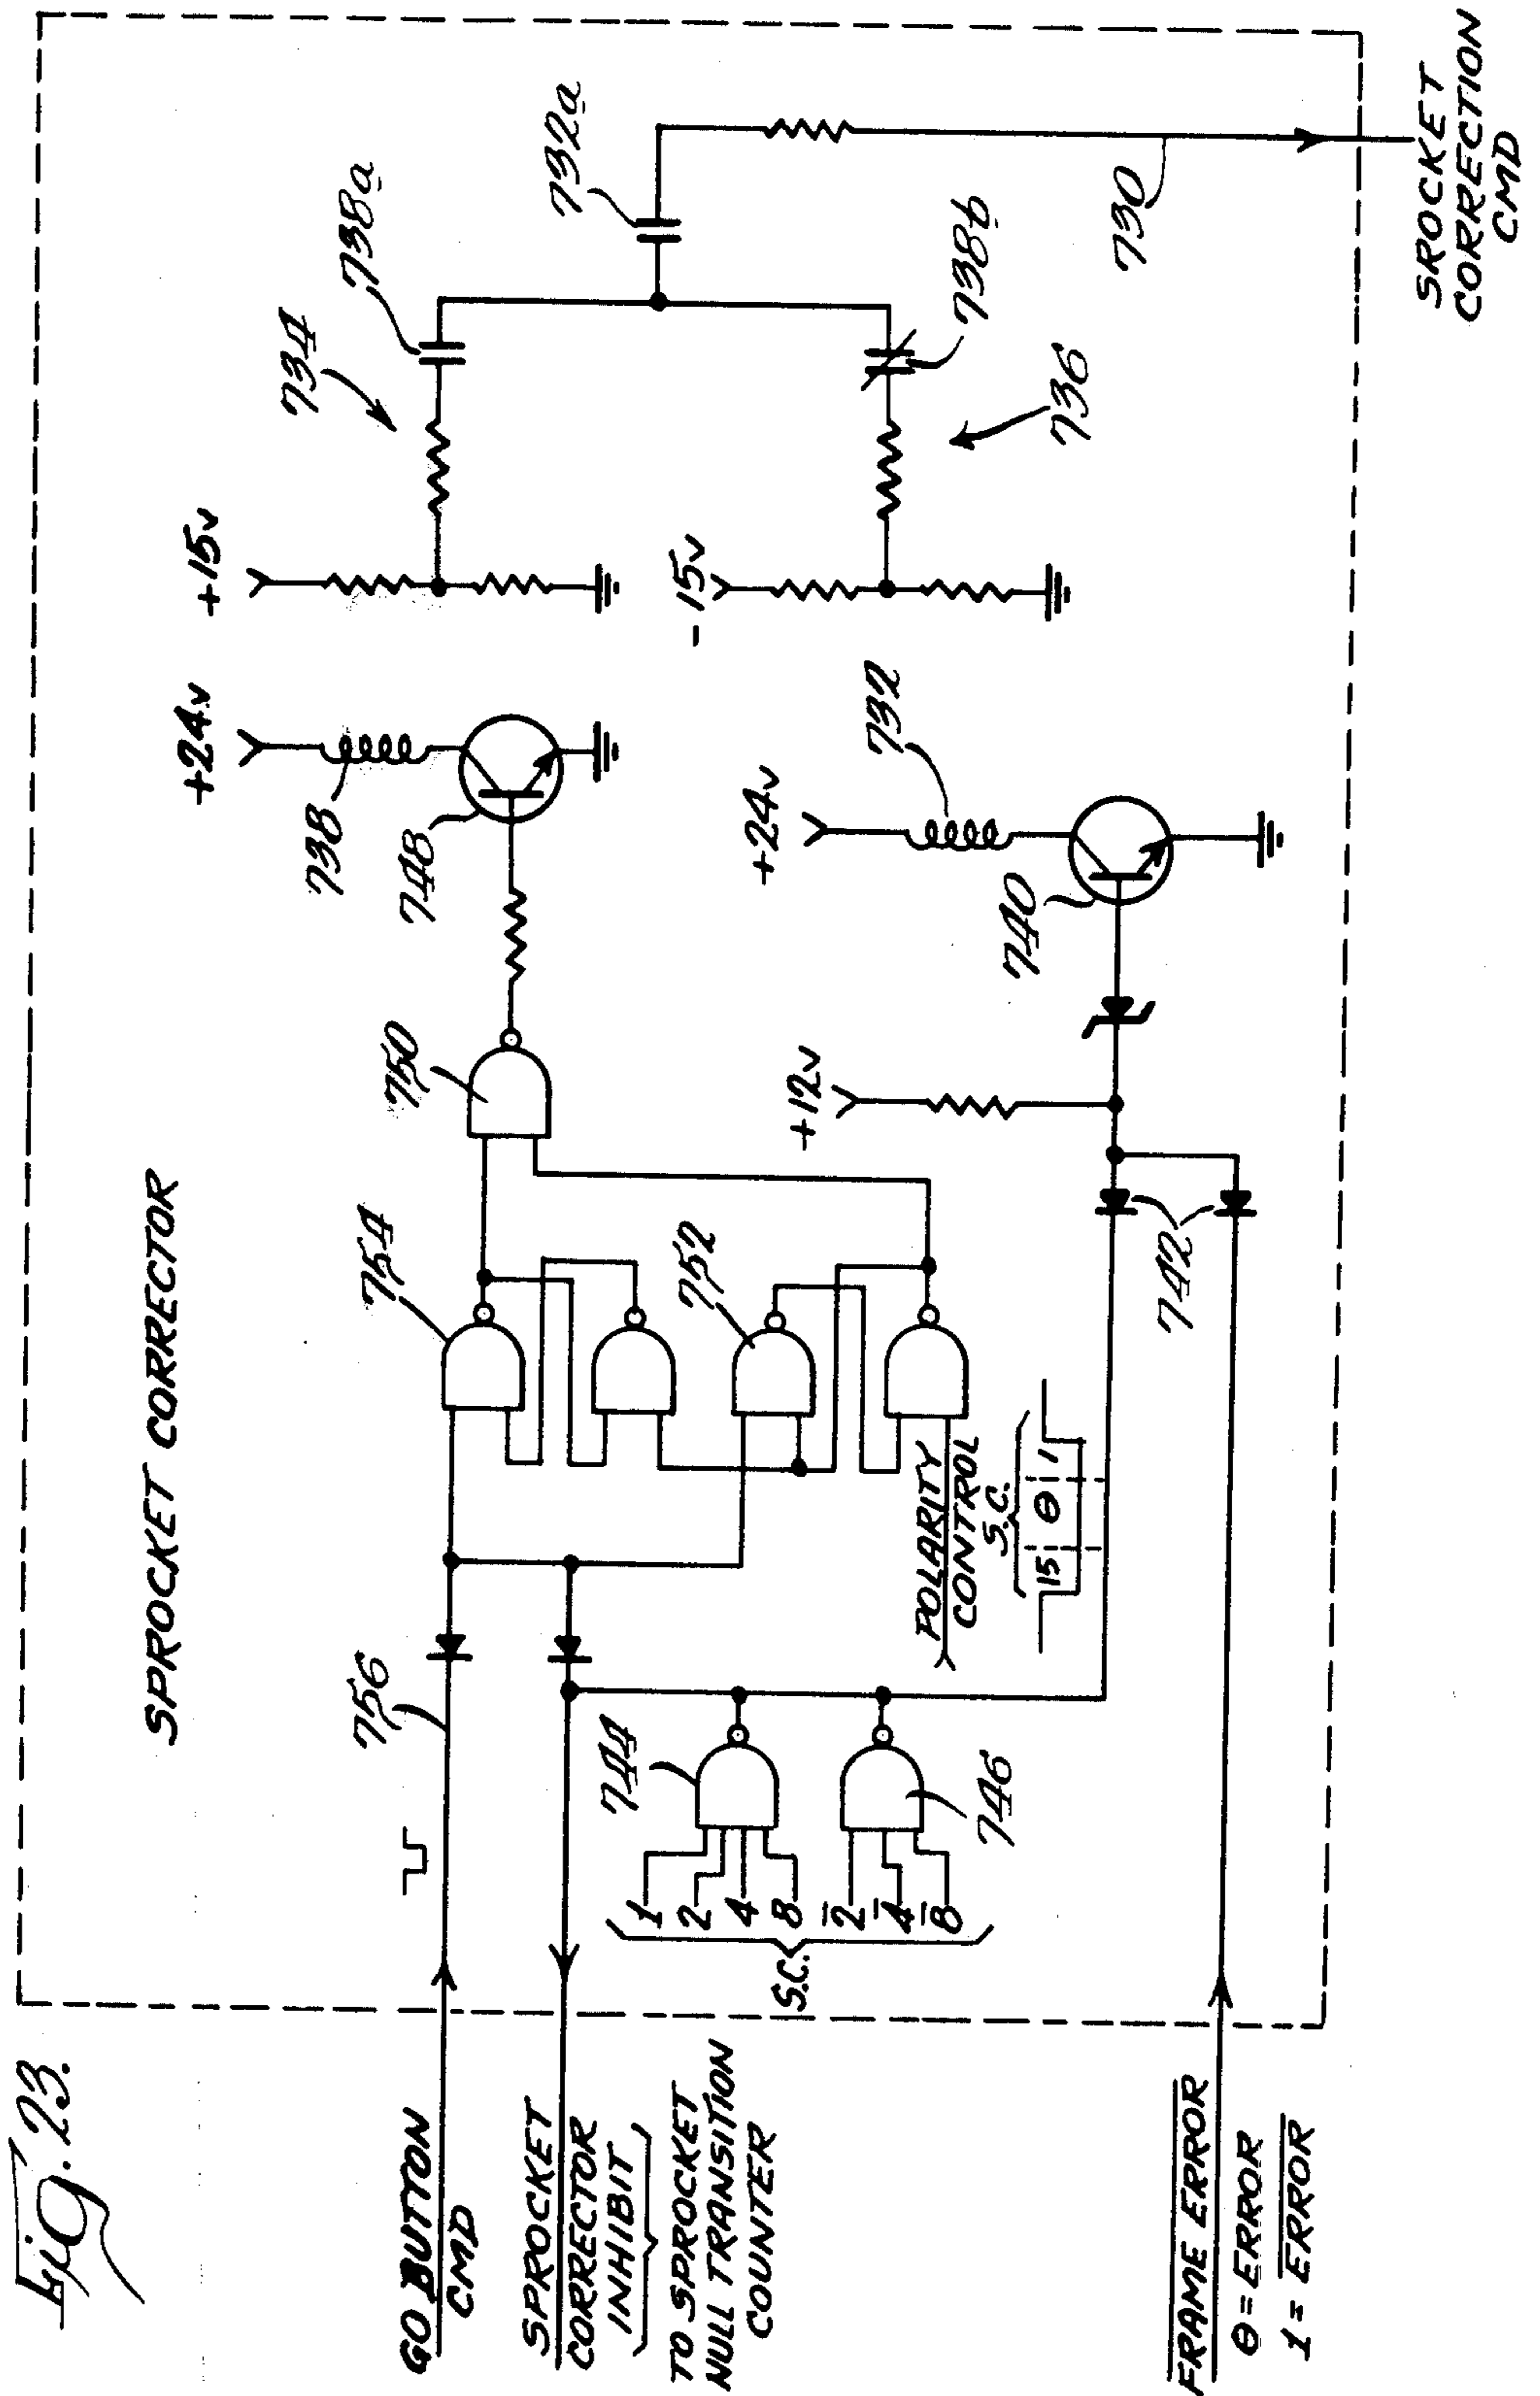 Fig. 23.
SPROCKET CORRECTOR
GO BUTTON
CMD
756
SPROCKET
CORRECTOR
INHIBIT
TO SPROCKET
NULL TRANSITION
COUNTER
FRAME ERROR
0 = ERROR
1 = ERROR
S.C.
1
2
4
8
2
4
8
744
746
POLARITY
CONTROL
S.C.
15 0 1
754
752
750
742
+12v
748
738
+24v
740
732
+24v
+15v
734
738a
-15v
736
738b
732a
730
SROCKET
CORRECTION
CMD